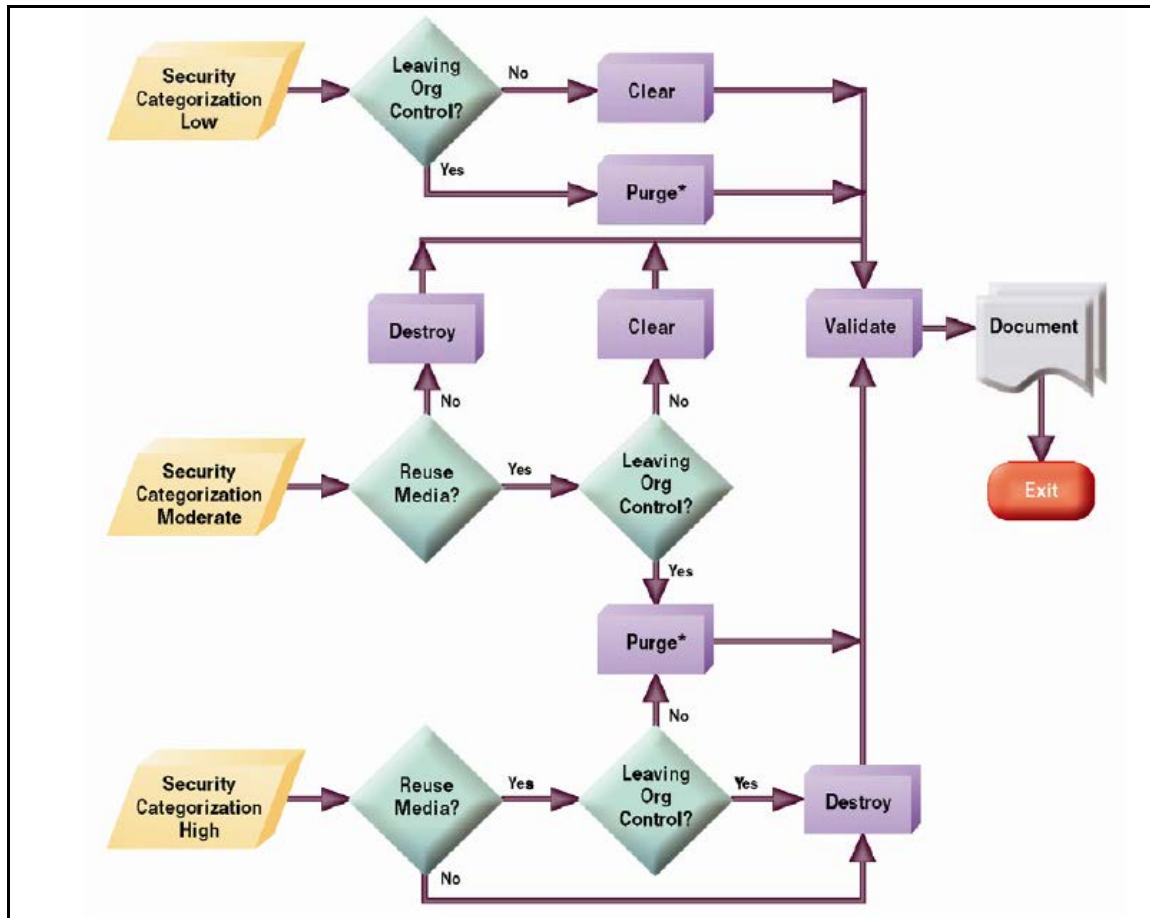 Security
Categorization
Low
Leaving
Org
Control?
No
Clear
Yes
Purge*
Destroy
Clear
Validate
Document
No
No
Security
Categorization
Moderate
Reuse
Media?
Yes
Leaving
Org
Control?
Exit
Yes
Purge*
No
Security
Categorization
High
Reuse
Media?
Yes
Leaving
Org
Control?
Yes
Destroy
No